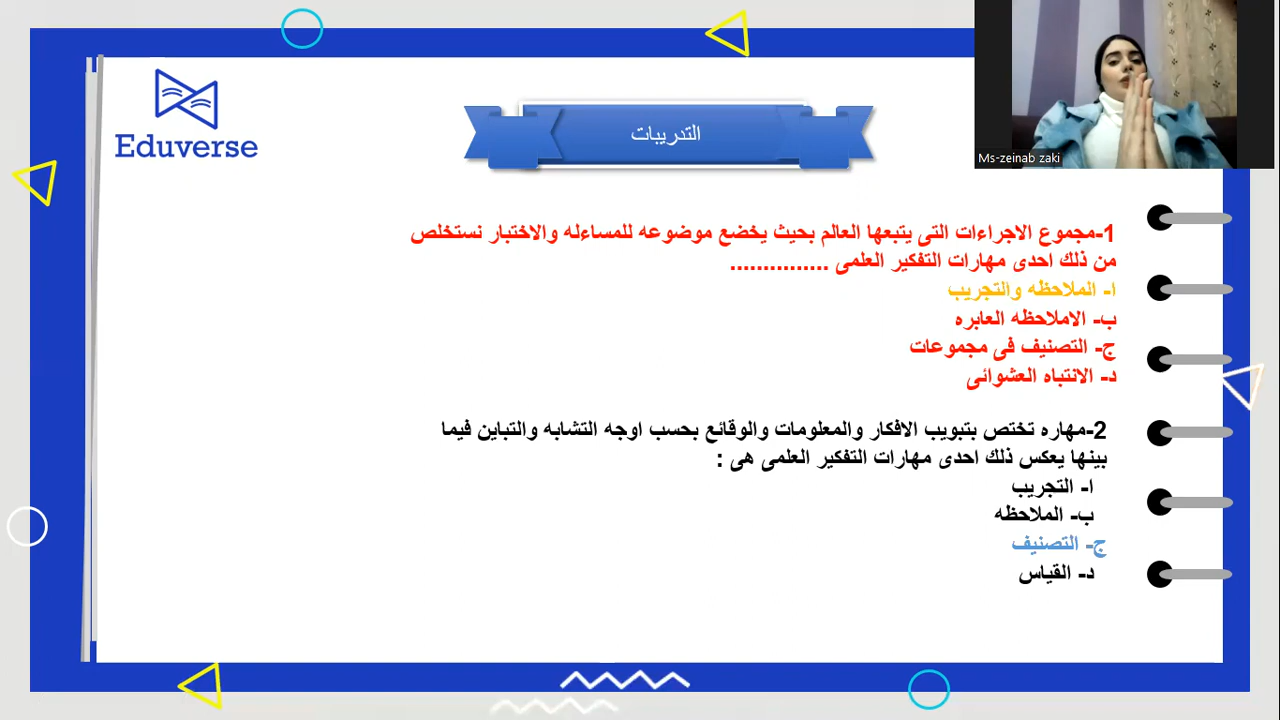 Eduverse
التدريبات
Ms-zeinab zaki
1-مجموع الاجراءات التى يتبعها العالم بحيث يخضع موضوعه للمساءله والاختبار نستخلص
من ذلك احدى مهارات التفكير العلمى ...............
ا- الملاحظه والتجريب
ب- الاملاحظه العابره
ج- التصنيف فى مجموعات
د- الانتباه العشوائى
2-مهاره تختص بتبويب الافكار والمعلومات والوقائع بحسب اوجه التشابه والتباين فيما
بينها يعكس ذلك احدى مهارات التفكير العلمى هى :
ا- التجريب
ب- الملاحظه
ج- التصنيف
د- القياس